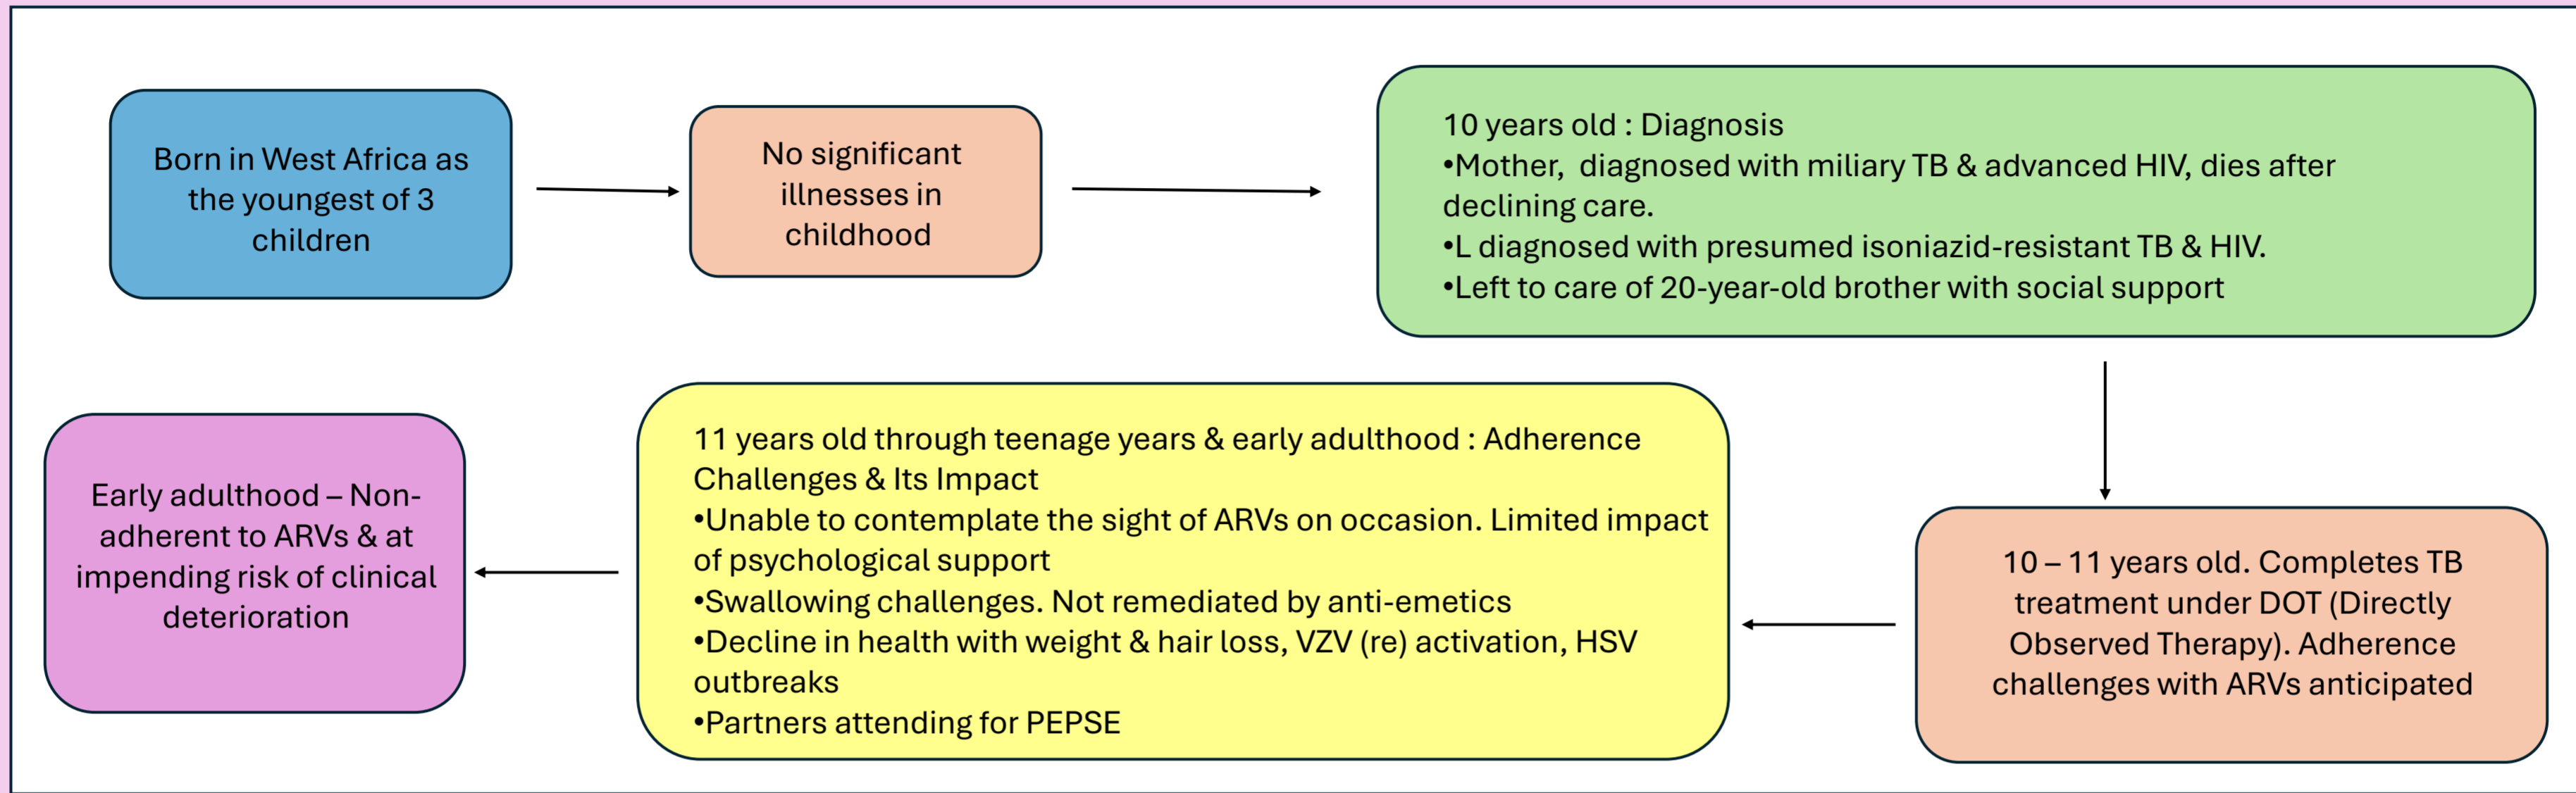 Born in West Africa as
the youngest of 3
children
No significant
illnesses in
childhood
10 years old : Diagnosis
•Mother,  diagnosed with miliary TB & advanced HIV, dies after
declining care.
•L diagnosed with presumed isoniazid-resistant TB & HIV.
•Left to care of 20-year-old brother with social support
10 – 11 years old. Completes TB
treatment under DOT (Directly
Observed Therapy). Adherence
challenges with ARVs anticipated
11 years old through teenage years & early adulthood : Adherence
Challenges & Its Impact
•Unable to contemplate the sight of ARVs on occasion. Limited impact
of psychological support
•Swallowing challenges. Not remediated by anti-emetics
•Decline in health with weight & hair loss, VZV (re) activation, HSV
outbreaks
•Partners attending for PEPSE
Early adulthood – Non-
adherent to ARVs & at
impending risk of clinical
deterioration